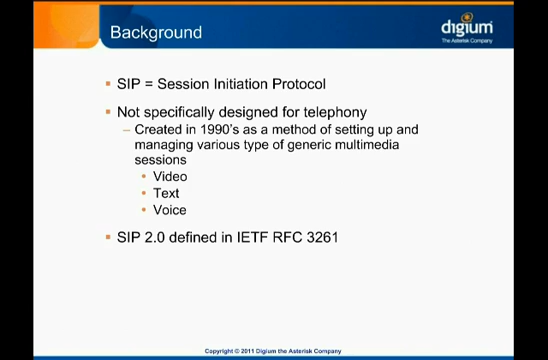 Background
digium
The Asterisk Company
SIP = Session Initiation Protocol
Not specifically designed for telephony
– Created in 1990's as a method of setting up and
managing various type of generic multimedia
sessions
• Video
• Text
• Voice
SIP 2.0 defined in IETF RFC 3261
Copyright © 2011 Digium the Asterisk Company